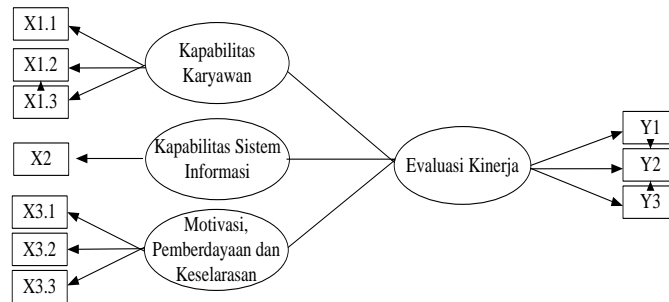 X1.1
X1.2
X1.3
Kapabilitas
Karyawan
X2
Kapabilitas Sistem
Informasi
X3.1
X3.2
X3.3
Motivasi,
Pemberdayaan dan
Keselarasan
Evaluasi Kinerja
Y1
Y2
Y3